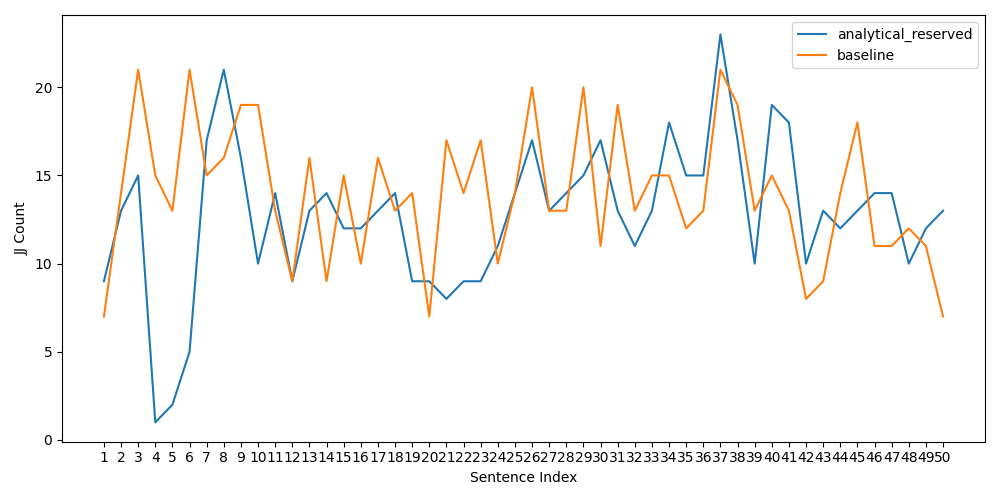 analytical_reserved
baseline
20
15
10
5
0
JJ Count
1 2 3 4 5 6 7 8 9 10 11 12 13 14 15 16 17 18 19 20 21 22 23 24 25 26 27 28 29 30 31 32 33 34 35 36 37 38 39 40 41 42 43 44 45 46 47 48 49 50
Sentence Index